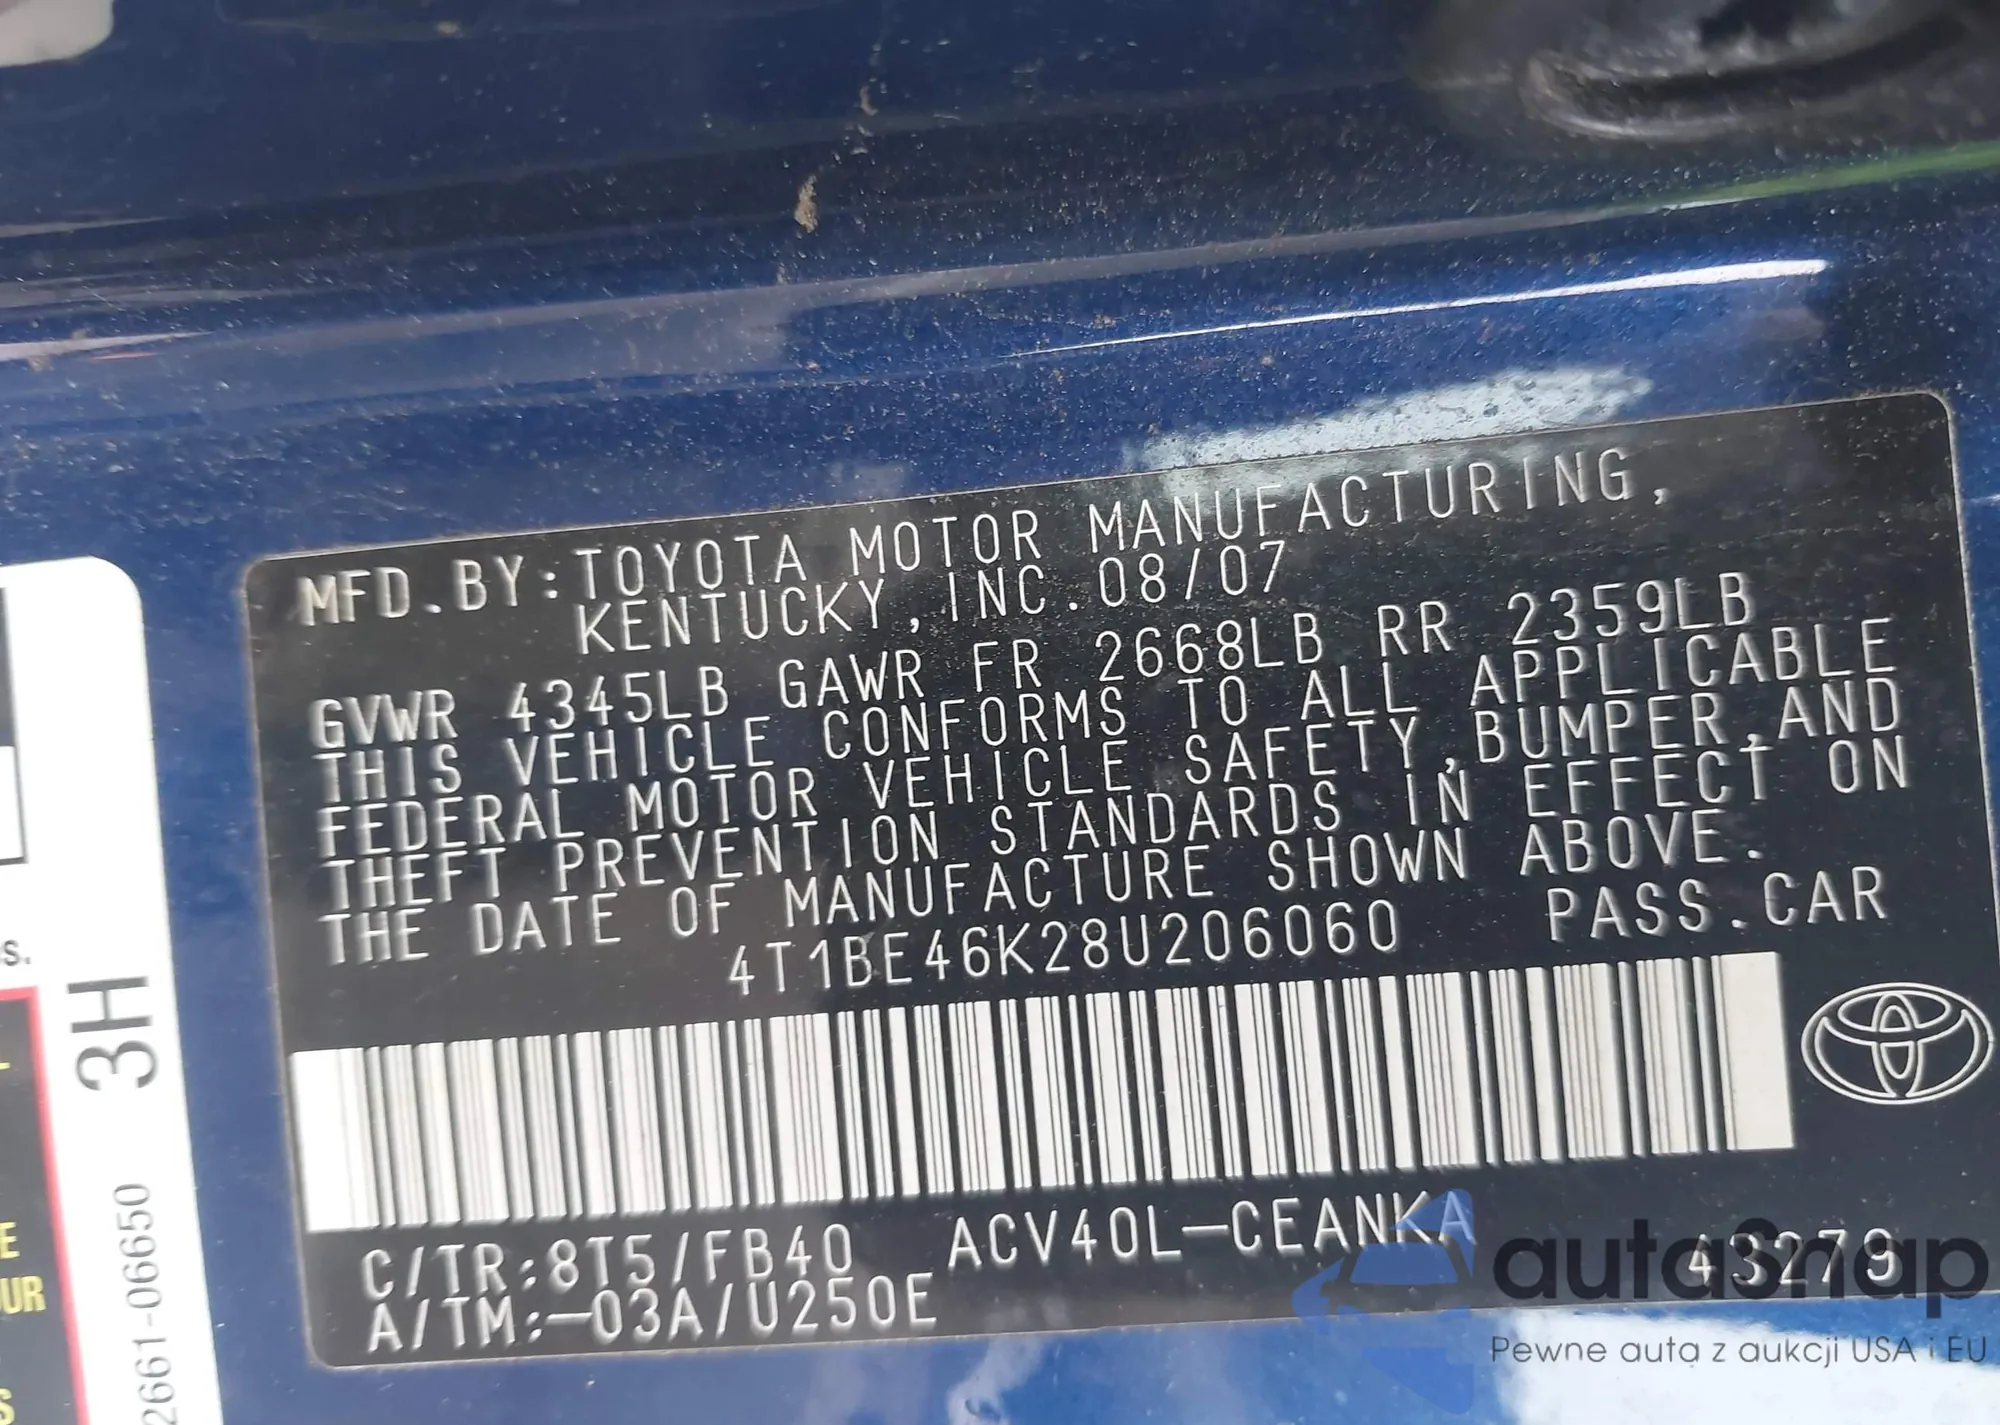 MFD.BY:TOYOTA MOTOR MANUFACTURING,
KENTUCKY,INC.08/07
GVWR 4345LB GAWR FR 2668LB RR 2359LB
THIS VEHICLE CONFORMS TO ALL APPLICABLE
FEDERAL MOTOR VEHICLE SAFETY,BUMPER,AND
THEFT PREVENTION STANDARDS IN EFFECT ON
THE DATE OF MANUFACTURE SHOWN ABOVE.
4T1BE46K28U206060 PASS.CAR
C/TR:8T5/FB40 ACV40L-CEANKA 43279
A/TM:-03A/U250E
3H
2661-06650
autasnap
Pewne auta z aukcji USA i EU